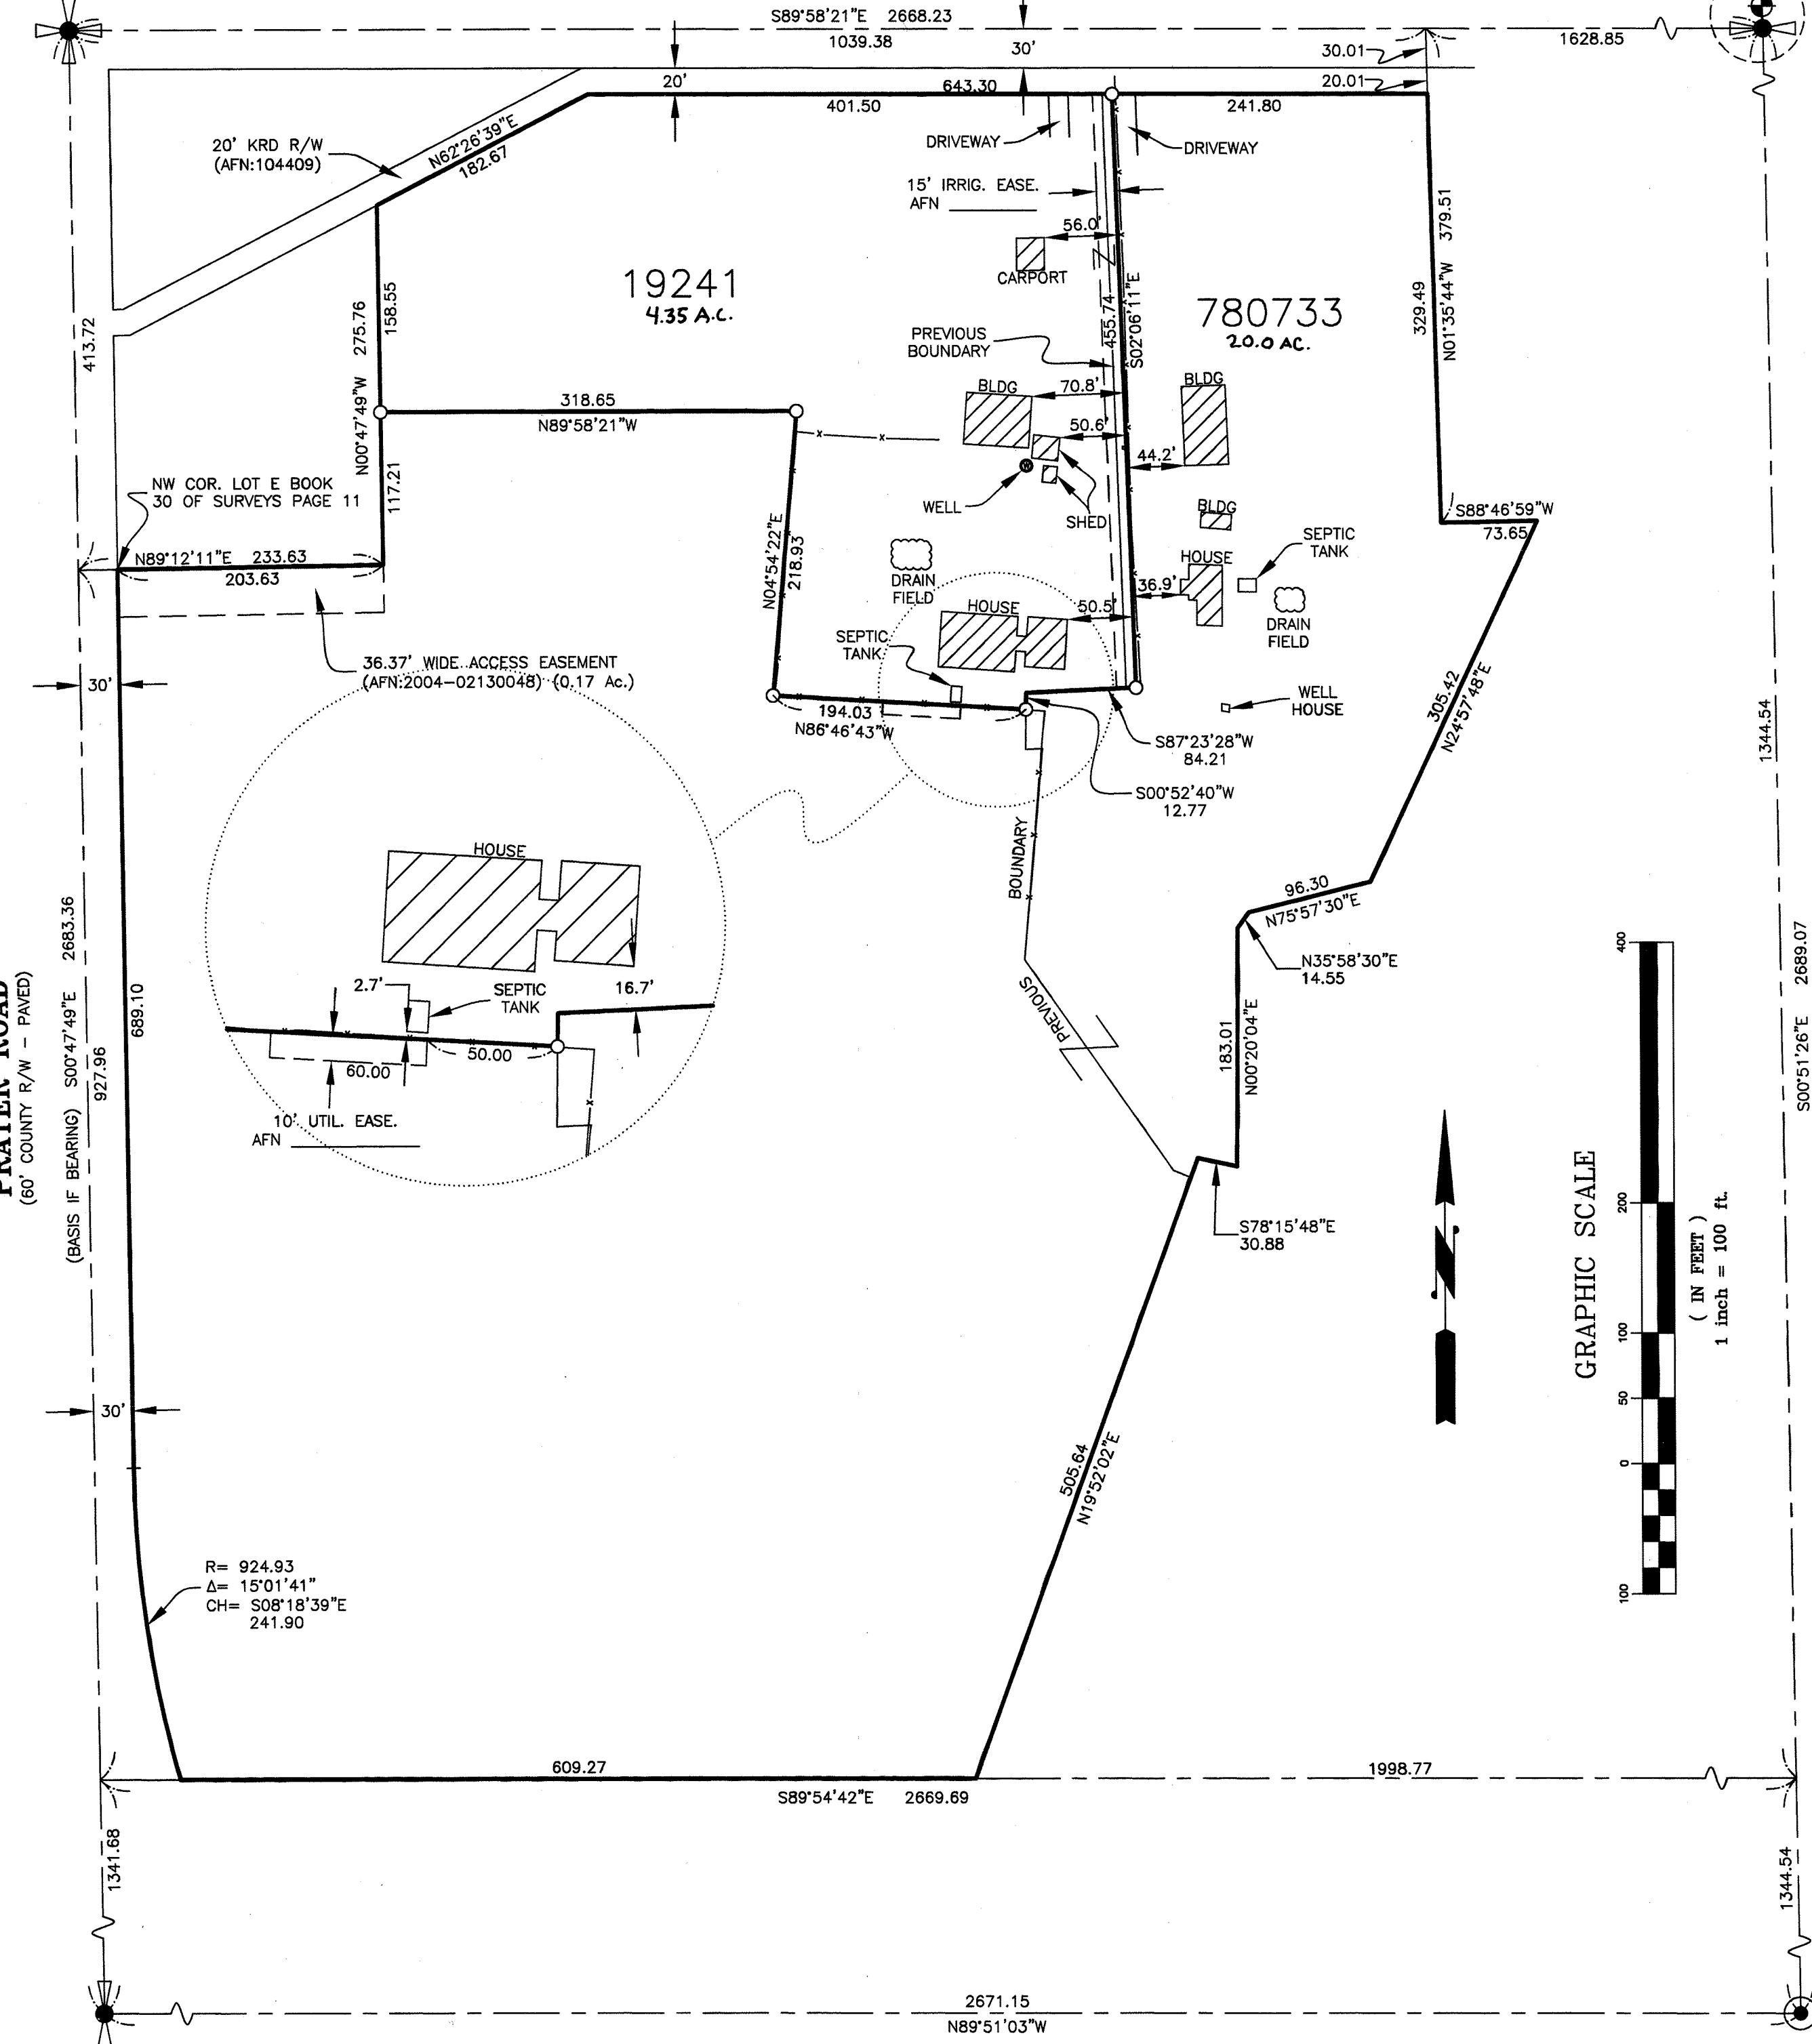 S89°58'21"E 2668.23
1039.38
30'
30.01
1628.85
20'
643.30
20.01
401.50
241.80
20' KRD R/W
(AFN:104409)
N62°26'39"E
182.67
DRIVEWAY
DRIVEWAY
15' IRRIG. EASE.
AFN
56.0'
CARPORT
19241
4.35 A.C.
780733
20.0 AC.
413.72
N00°47'49"W 275.76
158.55
117.21
455.74
S02°06'11"E
329.49
N01°35'44"W 379.51
PREVIOUS
BOUNDARY
BLDG
70.8'
BLDG
318.65
N89°58'21"W
50.6'
44.2'
NW COR. LOT E BOOK
30 OF SURVEYS PAGE 11
WELL
SHED
BLDG
S88°46'59"W
73.65
SEPTIC
TANK
N89°12'11"E 233.63
203.63
N04°54'22"E
218.93
DRAIN
FIELD
HOUSE
36.9'
DRAIN
FIELD
HOUSE
50.5'
SEPTIC
TANK
36.37' WIDE ACCESS EASEMENT
(AFN:2004-02130048) (0.17 Ac.)
30'
194.03
N86°46'43"W
WELL
HOUSE
305.42
N24°57'48"E
S87°23'28"W
84.21
S00°52'40"W
12.77
1344.54
BOUNDARY
PREVIOUS
HOUSE
96.30
N75°57'30"E
N35°58'30"E
14.55
2.7'
SEPTIC
TANK
16.7'
50.00
60.00
10' UTIL. EASE.
AFN
183.01
N00°20'04"E
PRATER ROAD
(60' COUNTY R/W - PAVED)
(BASIS IF BEARING) S00°47'49"E 2683.36
927.96
689.10
S00°51'26"E 2689.07
S78°15'48"E
30.88
GRAPHIC SCALE
400
200
100
50
0
100
( IN FEET )
1 inch = 100 ft.
30'
505.64
N19°52'02"E
R= 924.93
Δ= 15°01'41"
CH= S08°18'39"E
241.90
609.27
1998.77
S89°54'42"E 2669.69
1341.68
1344.54
2671.15
N89°51'03"W